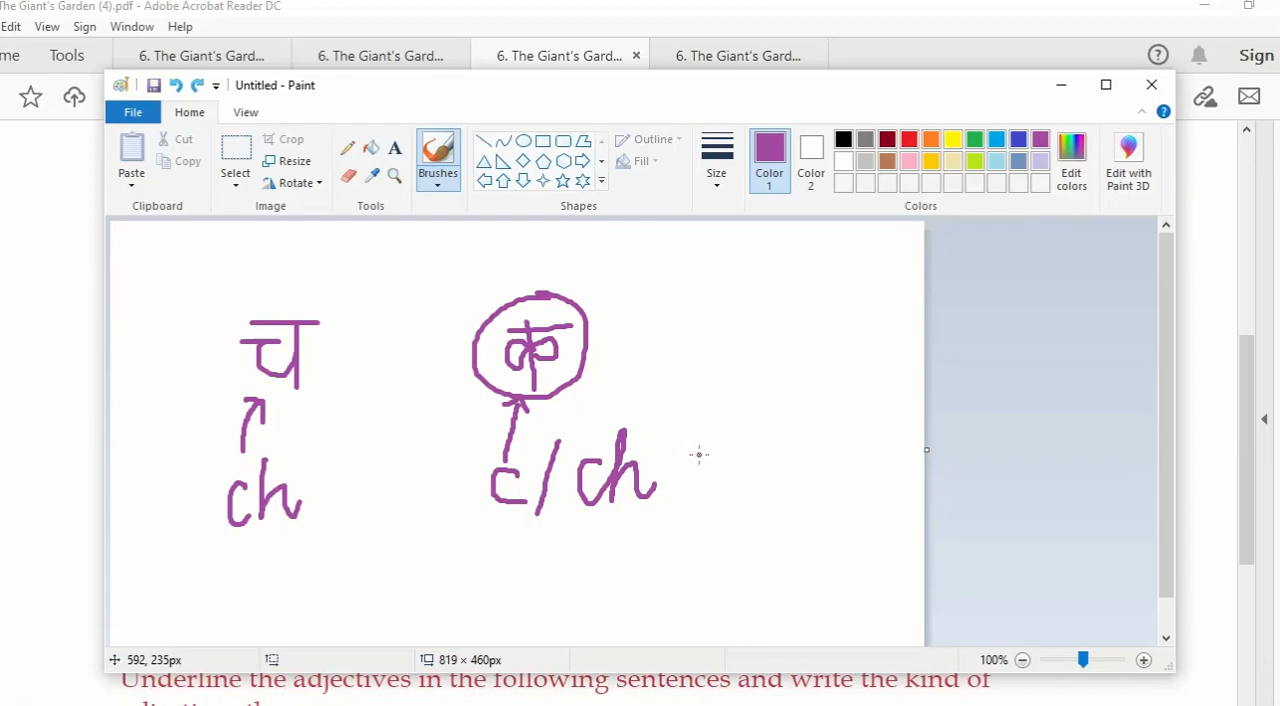 The Giant's Garden (4).pdf - Adobe Acrobat Reader DC
Edit View Sign Window Help
me Tools 6. The Giant's Gard... 6. The Giant's Gard... 6. The Giant's Gard... × 6. The Giant's Gard... Sign
Untitled - Paint
File Home View
Paste Cut Copy Select Crop Resize Rotate A Brushes Outline Fill Size Color 1 Color 2 Edit colors Edit with Paint 3D
Clipboard Image Tools Shapes Colors
च क
ch c/ch
592, 235px 819 × 460px 100%
Underline the adjectives in the following sentences and write the kind of